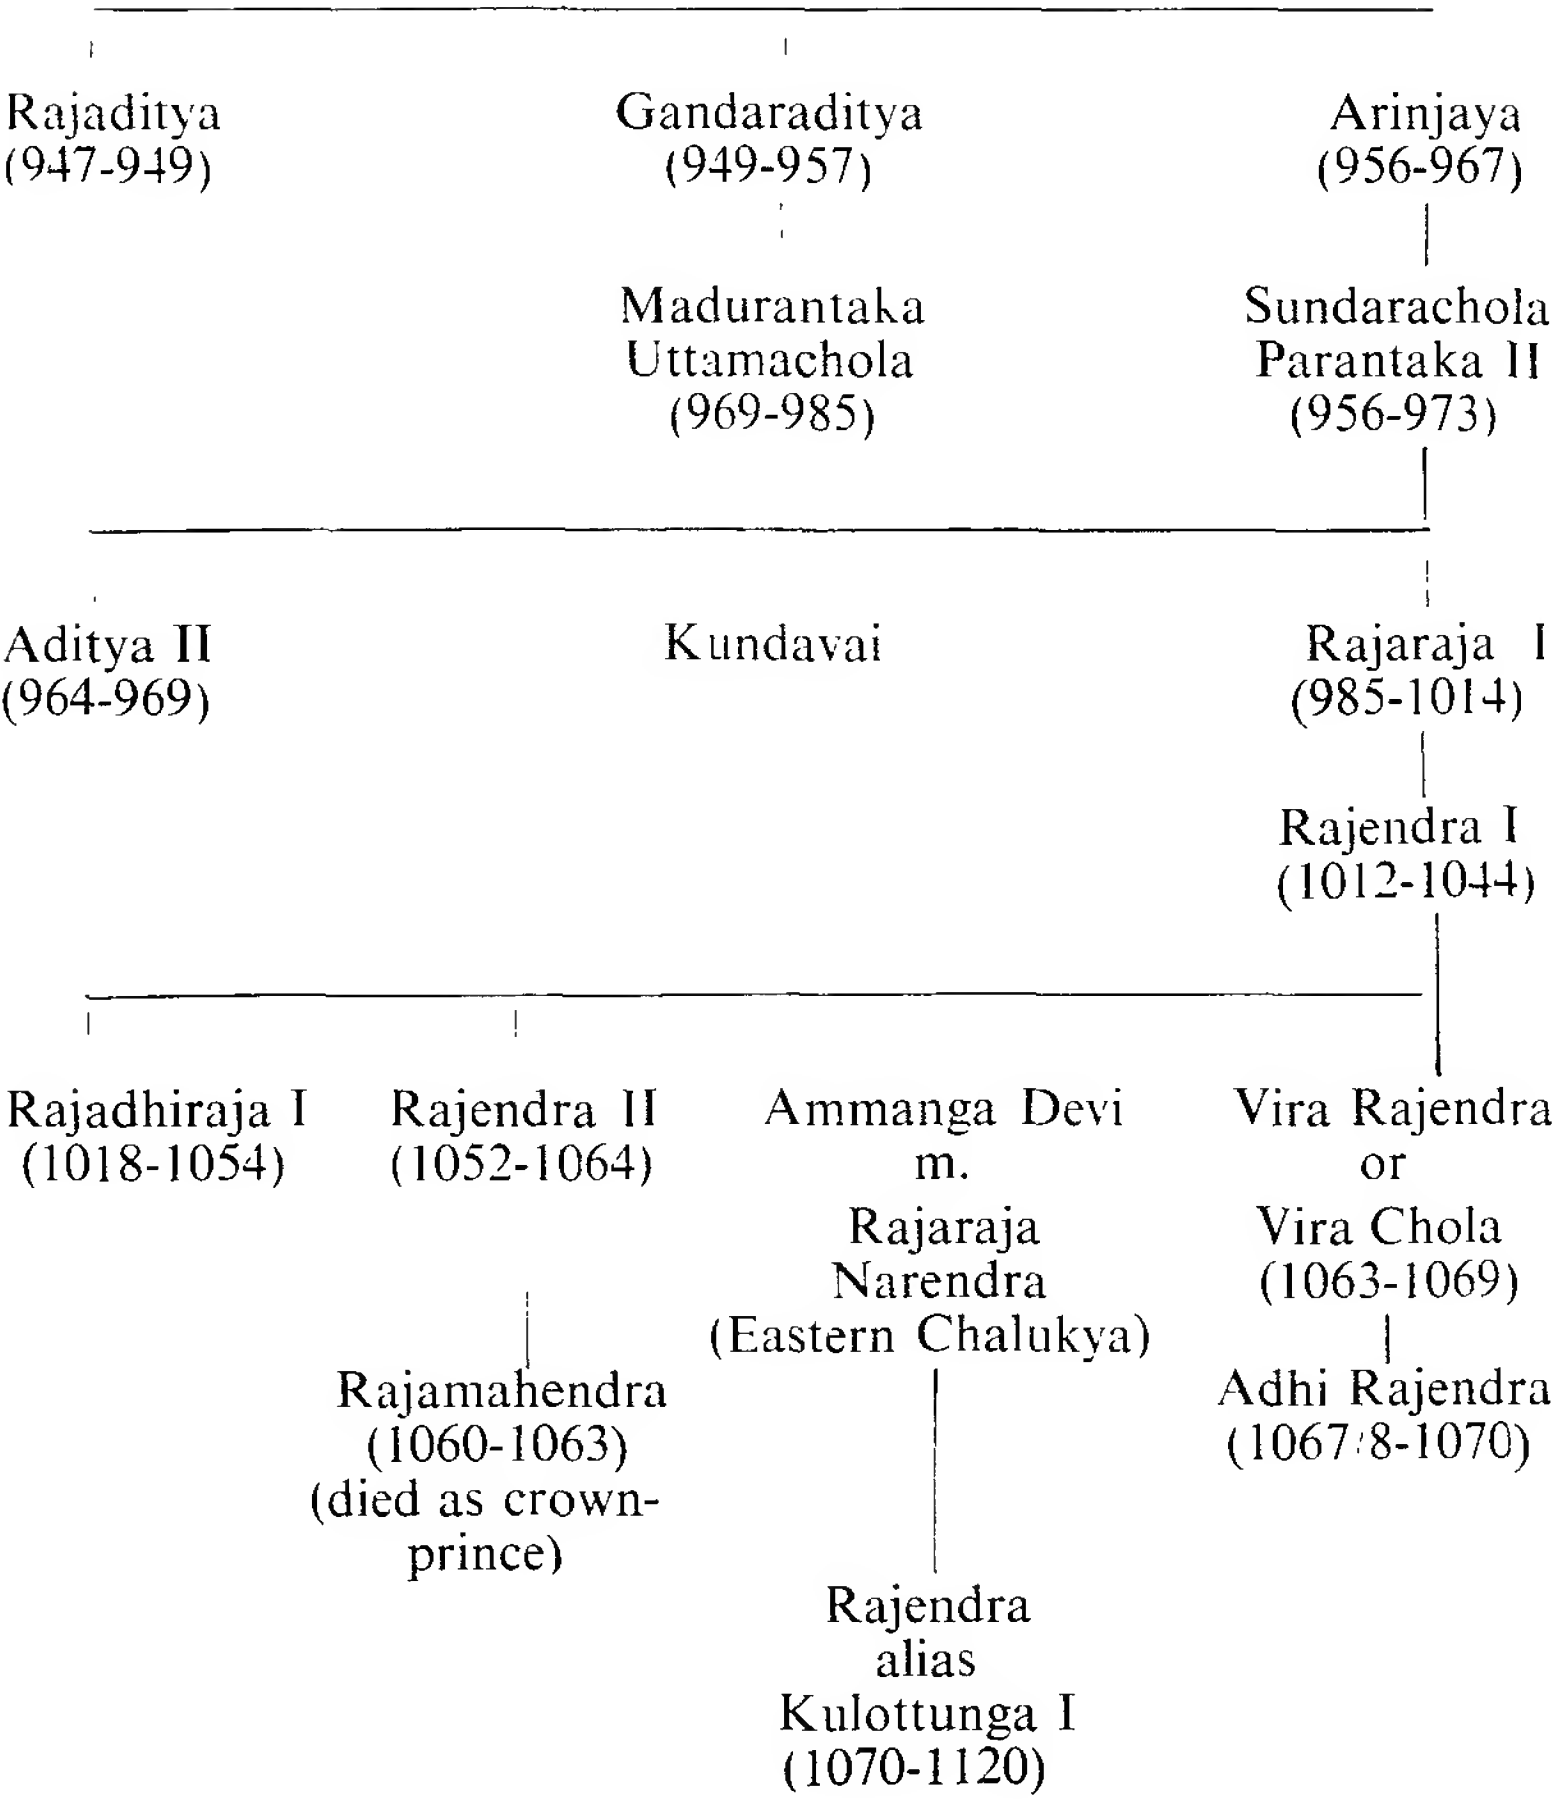 Rajaditya
(947-949)
Gandaraditya
(949-957)
Arinjaya
(956-967)
Madurantaka
Uttamachola
(969-985)
Sundarachola
Parantaka II
(956-973)
Aditya II
(964-969)
Kundavai
Rajaraja I
(985-1014)
Rajendra I
(1012-1044)
Rajadhiraja I
(1018-1054)
Rajendra II
(1052-1064)
Ammanga Devi
m.
Rajaraja
Narendra
(Eastern Chalukya)
Vira Rajendra
or
Vira Chola
(1063-1069)
Rajamahendra
(1060-1063)
(died as crown-
prince)
Adhi Rajendra
(1067/8-1070)
Rajendra
alias
Kulottunga I
(1070-1120)